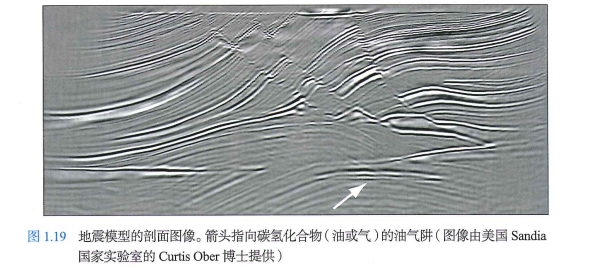 图 1.19 地震模型的剖面图像。箭头指向碳氢化合物(油或气)的油气阱(图像由美国 Sandia
国家实验室的 Curtis Ober 博士提供)